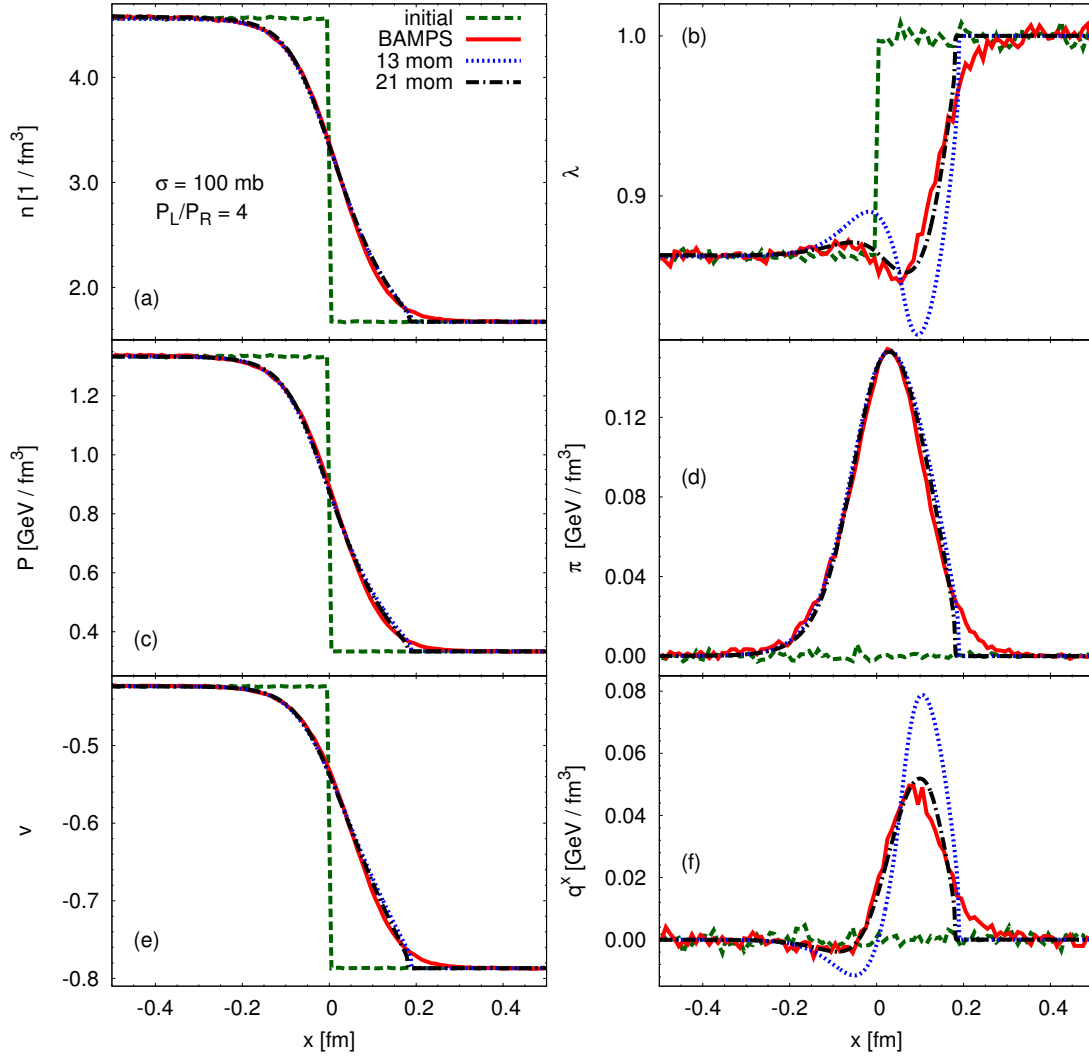 initial
BAMPS
13 mom
21 mom
4.0
3.0
2.0
n [1 / fm³]
σ = 100 mb
P_L/P_R = 4
(a)
(b)
1.0
0.9
λ
1.2
1.0
0.8
0.6
0.4
P [GeV / fm³]
(c)
0.12
0.08
0.04
0.00
π [GeV / fm³]
(d)
-0.5
-0.6
-0.7
-0.8
v
(e)
-0.4 -0.2 0 0.2 0.4
x [fm]
0.08
0.06
0.04
0.02
0.00
q^x [GeV / fm³]
(f)
-0.4 -0.2 0 0.2 0.4
x [fm]